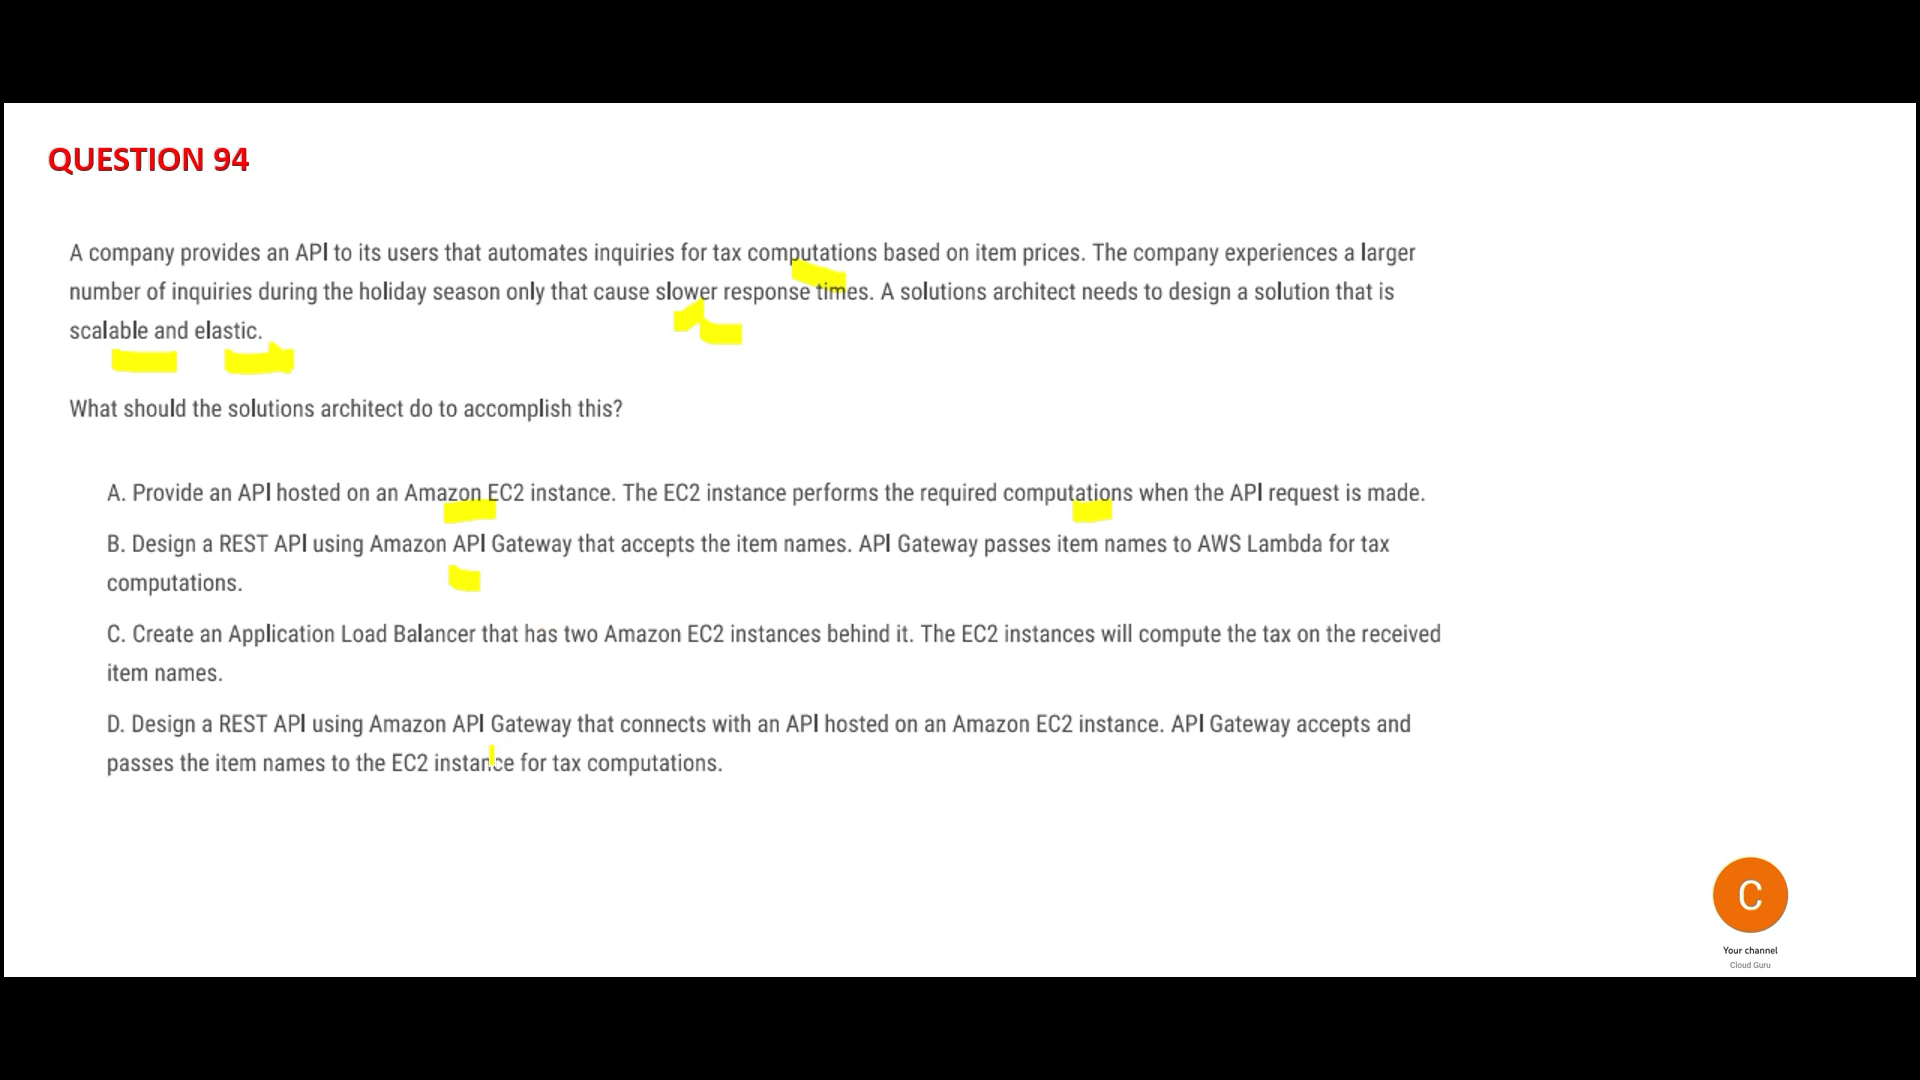 QUESTION 94
A company provides an API to its users that automates inquiries for tax computations based on item prices. The company experiences a larger
number of inquiries during the holiday season only that cause slower response times. A solutions architect needs to design a solution that is
scalable and elastic.
What should the solutions architect do to accomplish this?
A. Provide an API hosted on an Amazon EC2 instance. The EC2 instance performs the required computations when the API request is made.
B. Design a REST API using Amazon API Gateway that accepts the item names. API Gateway passes item names to AWS Lambda for tax
computations.
C. Create an Application Load Balancer that has two Amazon EC2 instances behind it. The EC2 instances will compute the tax on the received
item names.
D. Design a REST API using Amazon API Gateway that connects with an API hosted on an Amazon EC2 instance. API Gateway accepts and
passes the item names to the EC2 instance for tax computations.
C
Your channel
Cloud Guru